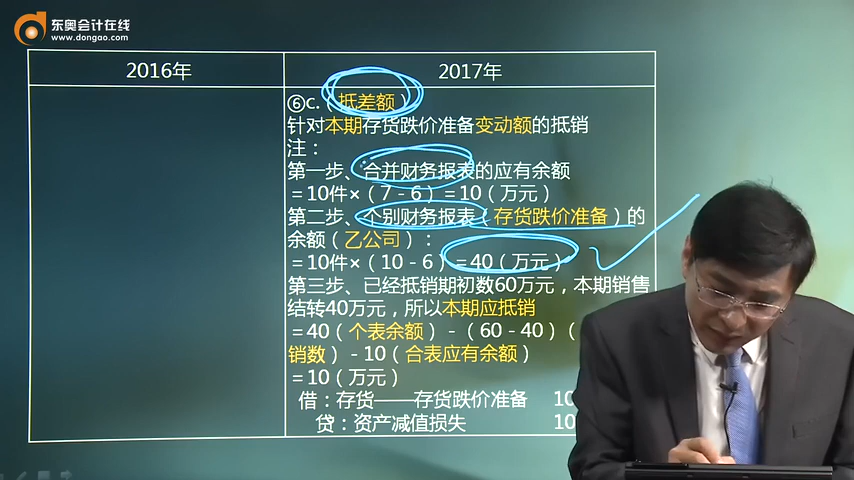 东奥会计在线
www.dongao.com
2016年
2017年
⑥c.（抵差额）
针对本期存货跌价准备变动额的抵销
注：
第一步、合并财务报表的应有余额
＝10件×（7－6）＝10（万元）
第二步、个别财务报表（存货跌价准备）的
余额（乙公司）：
＝10件×（10－6）＝40（万元）
第三步、已经抵销期初数60万元，本期销售
结转40万元，所以本期应抵销
＝40（个表余额）－（60－40）（
销数）－10（合表应有余额）
＝10（万元）
借：存货——存货跌价准备 10
贷：资产减值损失 10